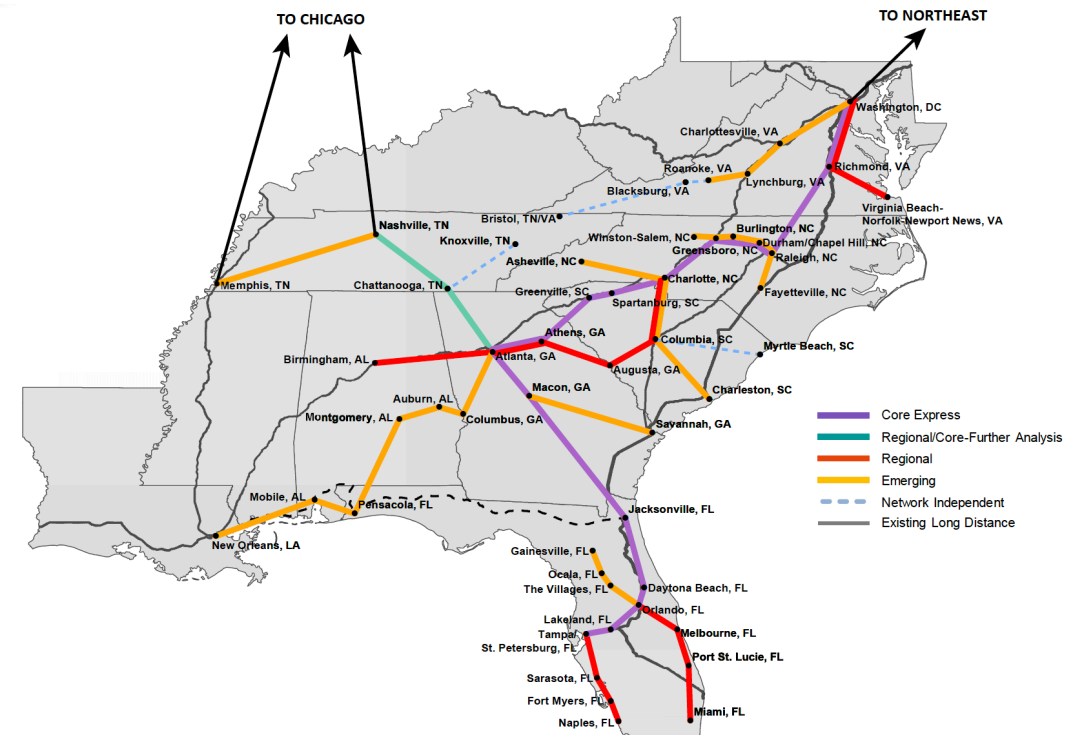 TO CHICAGO
TO NORTHEAST
Washington, DC
Charlottesville, VA
Roanoke, VA
Richmond, VA
Lynchburg, VA
Blacksburg, VA
Virginia Beach-
Norfolk-Newport News, VA
Bristol, TN/VA
Nashville, TN
Burlington, NC
Winston-Salem, NC
Durham/Chapel Hill, NC
Knoxville, TN
Greensboro, NC
Raleigh, NC
Asheville, NC
Charlotte, NC
Memphis, TN
Chattanooga, TN
Greenville, SC
Fayetteville, NC
Spartanburg, SC
Athens, GA
Columbia, SC
Myrtle Beach, SC
Birmingham, AL
Atlanta, GA
Augusta, GA
Macon, GA
Charleston, SC
Auburn, AL
Montgomery, AL
Columbus, GA
Savannah, GA
Core Express
Regional/Core-Further Analysis
Regional
Emerging
Network Independent
Existing Long Distance
Mobile, AL
Pensacola, FL
Jacksonville, FL
New Orleans, LA
Gainesville, FL
Ocala, FL
The Villages, FL
Daytona Beach, FL
Orlando, FL
Lakeland, FL
Tampa/
St. Petersburg, FL
Melbourne, FL
Port St. Lucie, FL
Sarasota, FL
Fort Myers, FL
Miami, FL
Naples, FL